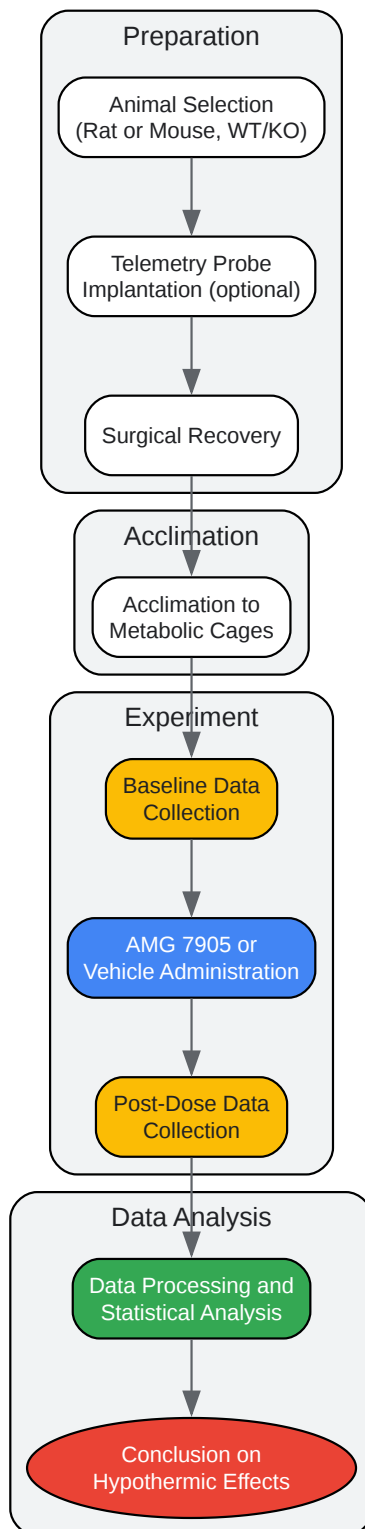 Preparation
Animal Selection
(Rat or Mouse, WT/KO)
Telemetry Probe
Implantation (optional)
Surgical Recovery
Acclimation
Acclimation to
Metabolic Cages
Experiment
Baseline Data
Collection
AMG 7905 or
Vehicle Administration
Post-Dose Data
Collection
Data Analysis
Data Processing and
Statistical Analysis
Conclusion on
Hypothermic Effects